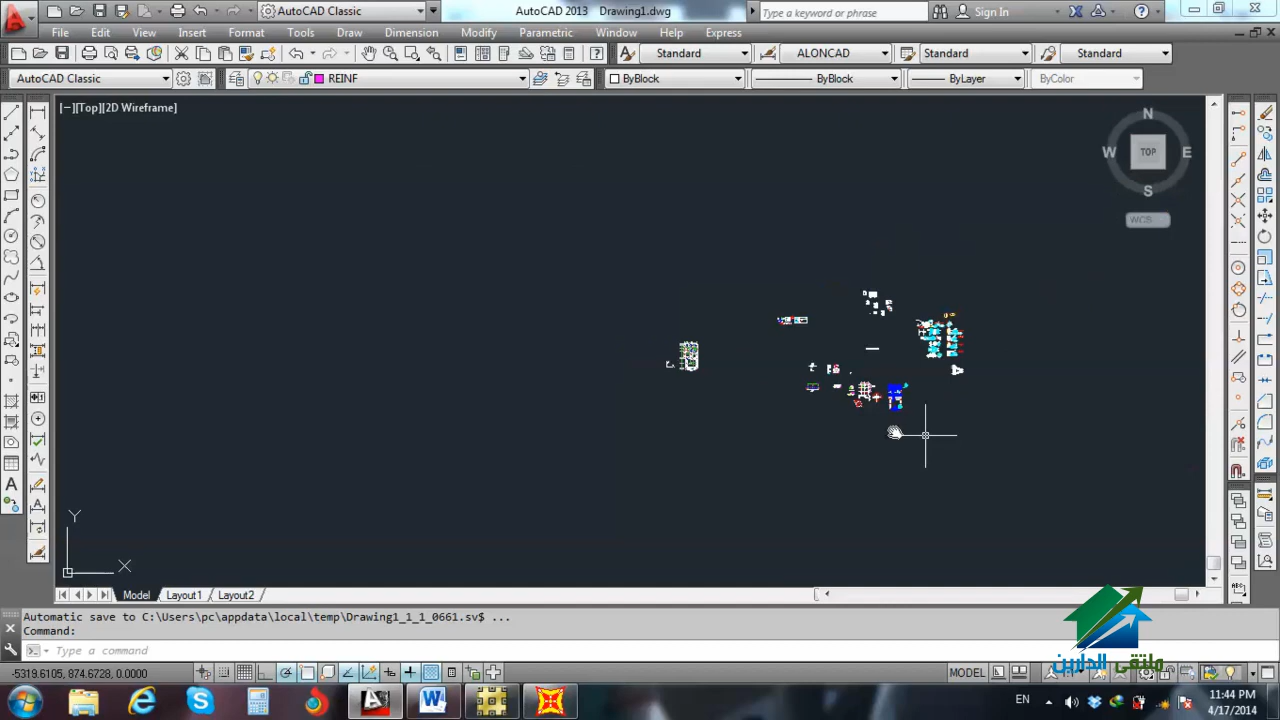 AutoCAD Classic
AutoCAD 2013 Drawing1.dwg
Type a keyword or phrase
Sign In
File Edit View Insert Format Tools Draw Dimension Modify Parametric Window Help Express
Standard ALONCAD Standard Standard
AutoCAD Classic REINF ByBlock ByBlock ByLayer ByColor
[−][Top][2D Wireframe]
N
W TOP E
S
WCS
Y
X
Model Layout1 Layout2
Automatic save to C:\Users\pc\appdata\local\temp\Drawing1_1_1_0661.sv$ ...
Command:
Type a command
ملتقى الدارين
-5319.6105, 874.6728, 0.0000 MODEL
EN 11:44 PM
4/17/2014